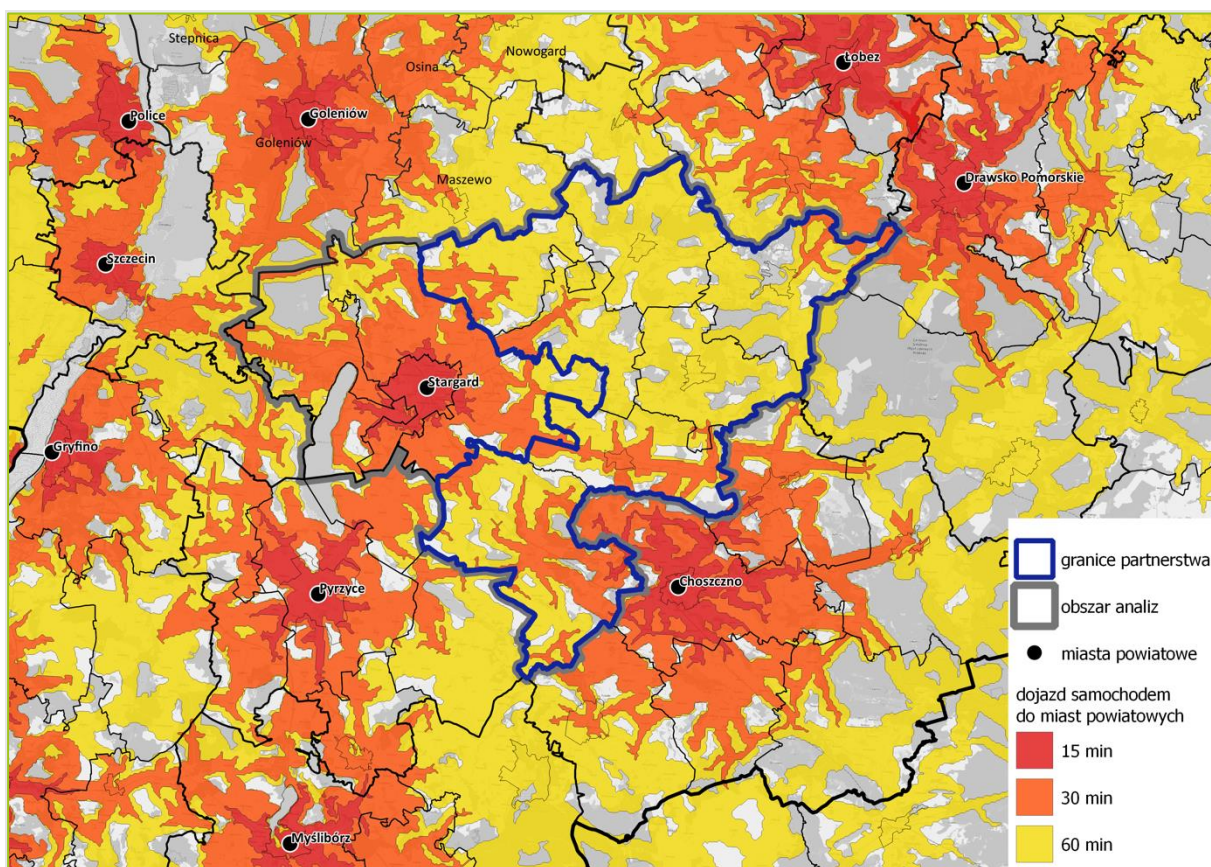 Stepnica
Nowogard
Łobez
Osina
Police
Goleniów
Goleniów
Maszewo
Drawsko Pomorskie
Szczecin
Stargard
Gryfino
Choszczno
Pyrzyce
Myślibórz
granice partnerstwa
obszar analiz
miasta powiatowe
dojazd samochodem
do miast powiatowych
15 min
30 min
60 min